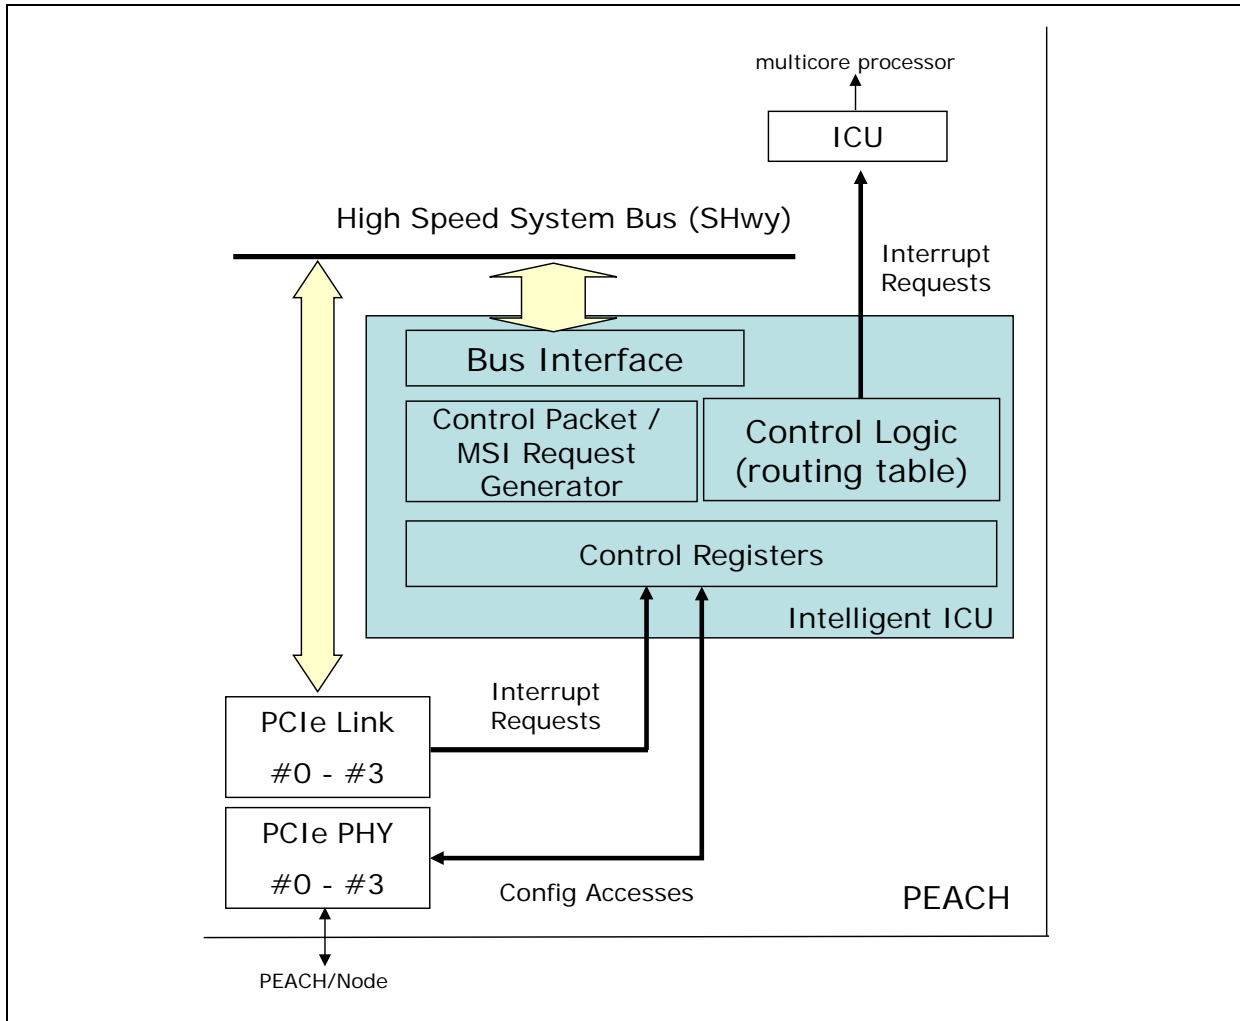 multicore processor
ICU
High Speed System Bus (SHwy)
Interrupt
Requests
Bus Interface
Control Packet /
MSI Request
Generator
Control Logic
(routing table)
Control Registers
Intelligent ICU
Interrupt
Requests
PCIe Link
#0 - #3
PCIe PHY
#0 - #3
Config Accesses
PEACH
PEACH/Node